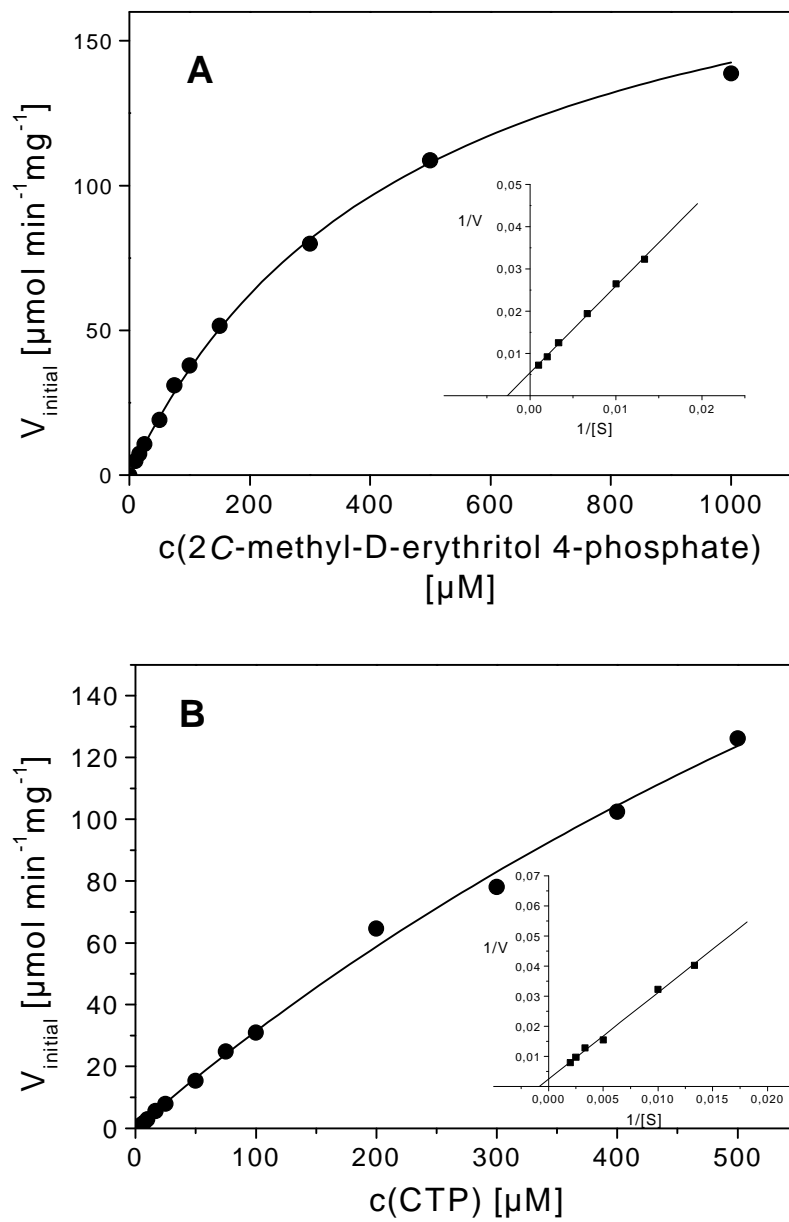 A
150
100
50
0
V initial [µmol min-1 mg-1]
0 200 400 600 800 1000
c(2C-methyl-D-erythritol 4-phosphate)
[µM]
0,05
1/V
0,04
0,03
0,02
0,01
0,00 0,01 0,02
1/[S]
B
140
120
100
80
60
40
20
0
V initial [µmol min-1 mg-1]
0 100 200 300 400 500
c(CTP) [µM]
0,07
0,06
0,05
1/V
0,04
0,03
0,02
0,01
0,000 0,005 0,010 0,015 0,020
1/[S]